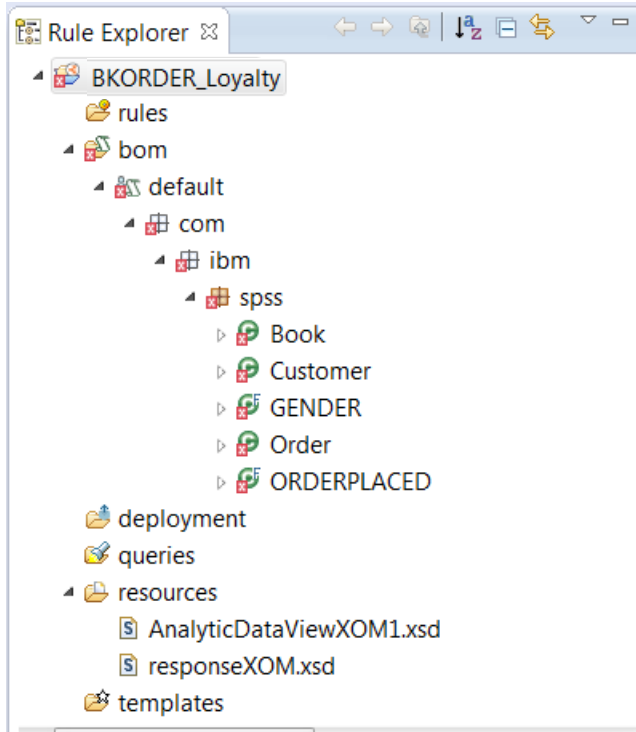 Rule Explorer
BKORDER_Loyalty
rules
bom
default
com
ibm
spss
Book
Customer
GENDER
Order
ORDERPLACED
deployment
queries
resources
AnalyticDataViewXOM1.xsd
responseXOM.xsd
templates